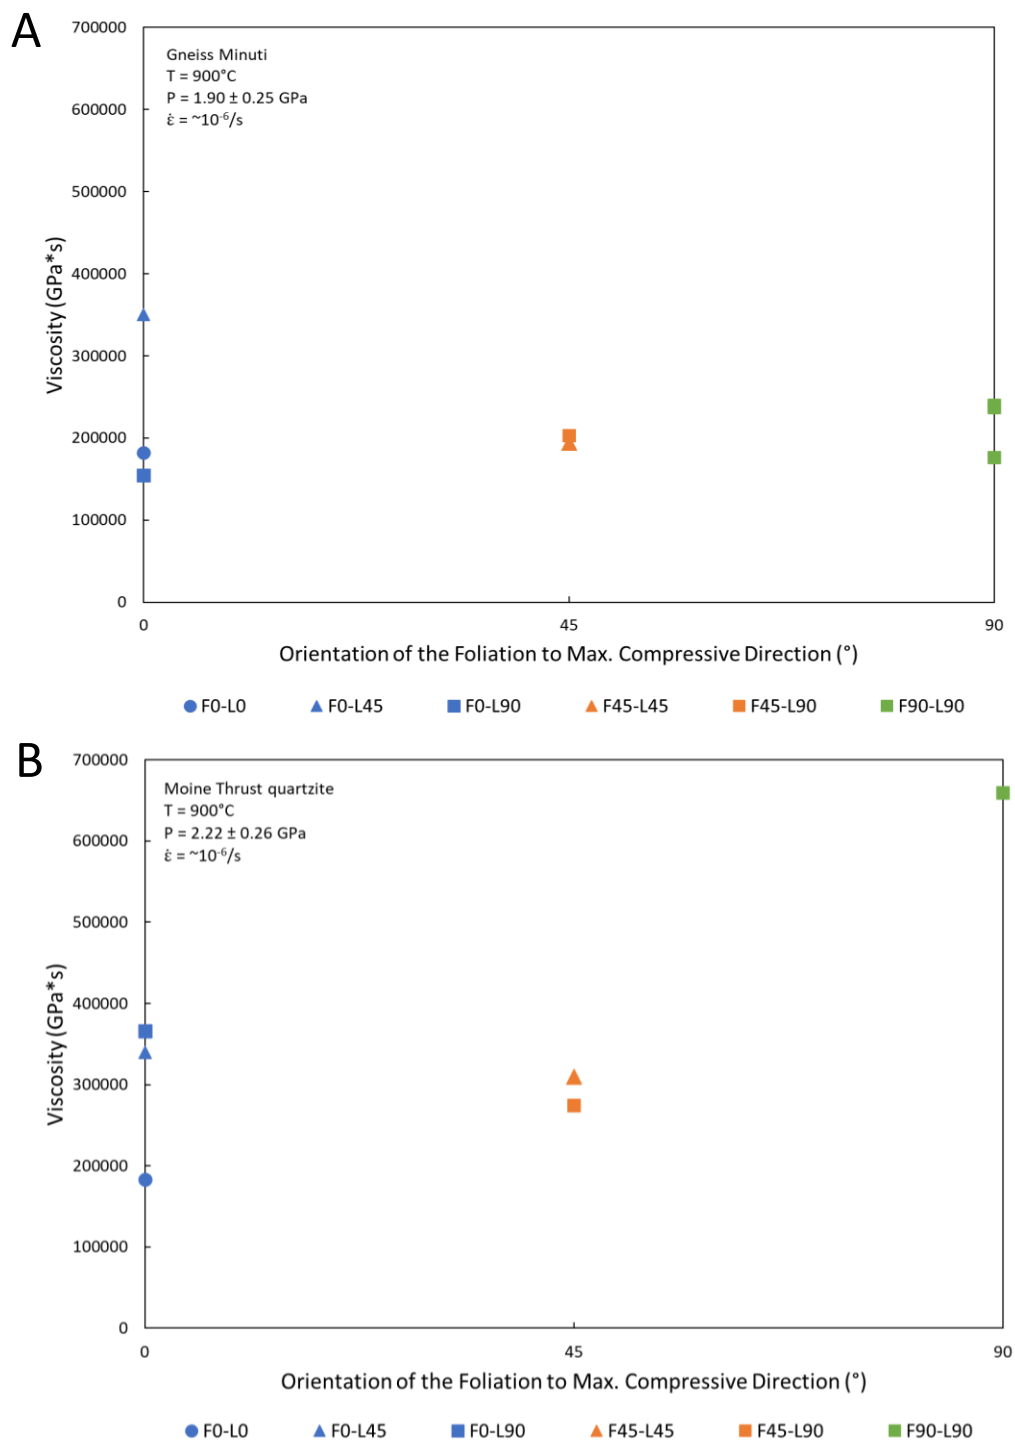 A
700000
600000
500000
400000
300000
200000
100000
0
Viscosity (GPa*s)
Gneiss Minuti
T = 900°C
P = 1.90 ± 0.25 GPa
ε̇ = ~10⁻⁶/s
0 45 90
Orientation of the Foliation to Max. Compressive Direction (°)
F0-L0 F0-L45 F0-L90 F45-L45 F45-L90 F90-L90
B
700000
600000
500000
400000
300000
200000
100000
0
Viscosity (GPa*s)
Moine Thrust quartzite
T = 900°C
P = 2.22 ± 0.26 GPa
ε̇ = ~10⁻⁶/s
0 45 90
Orientation of the Foliation to Max. Compressive Direction (°)
F0-L0 F0-L45 F0-L90 F45-L45 F45-L90 F90-L90